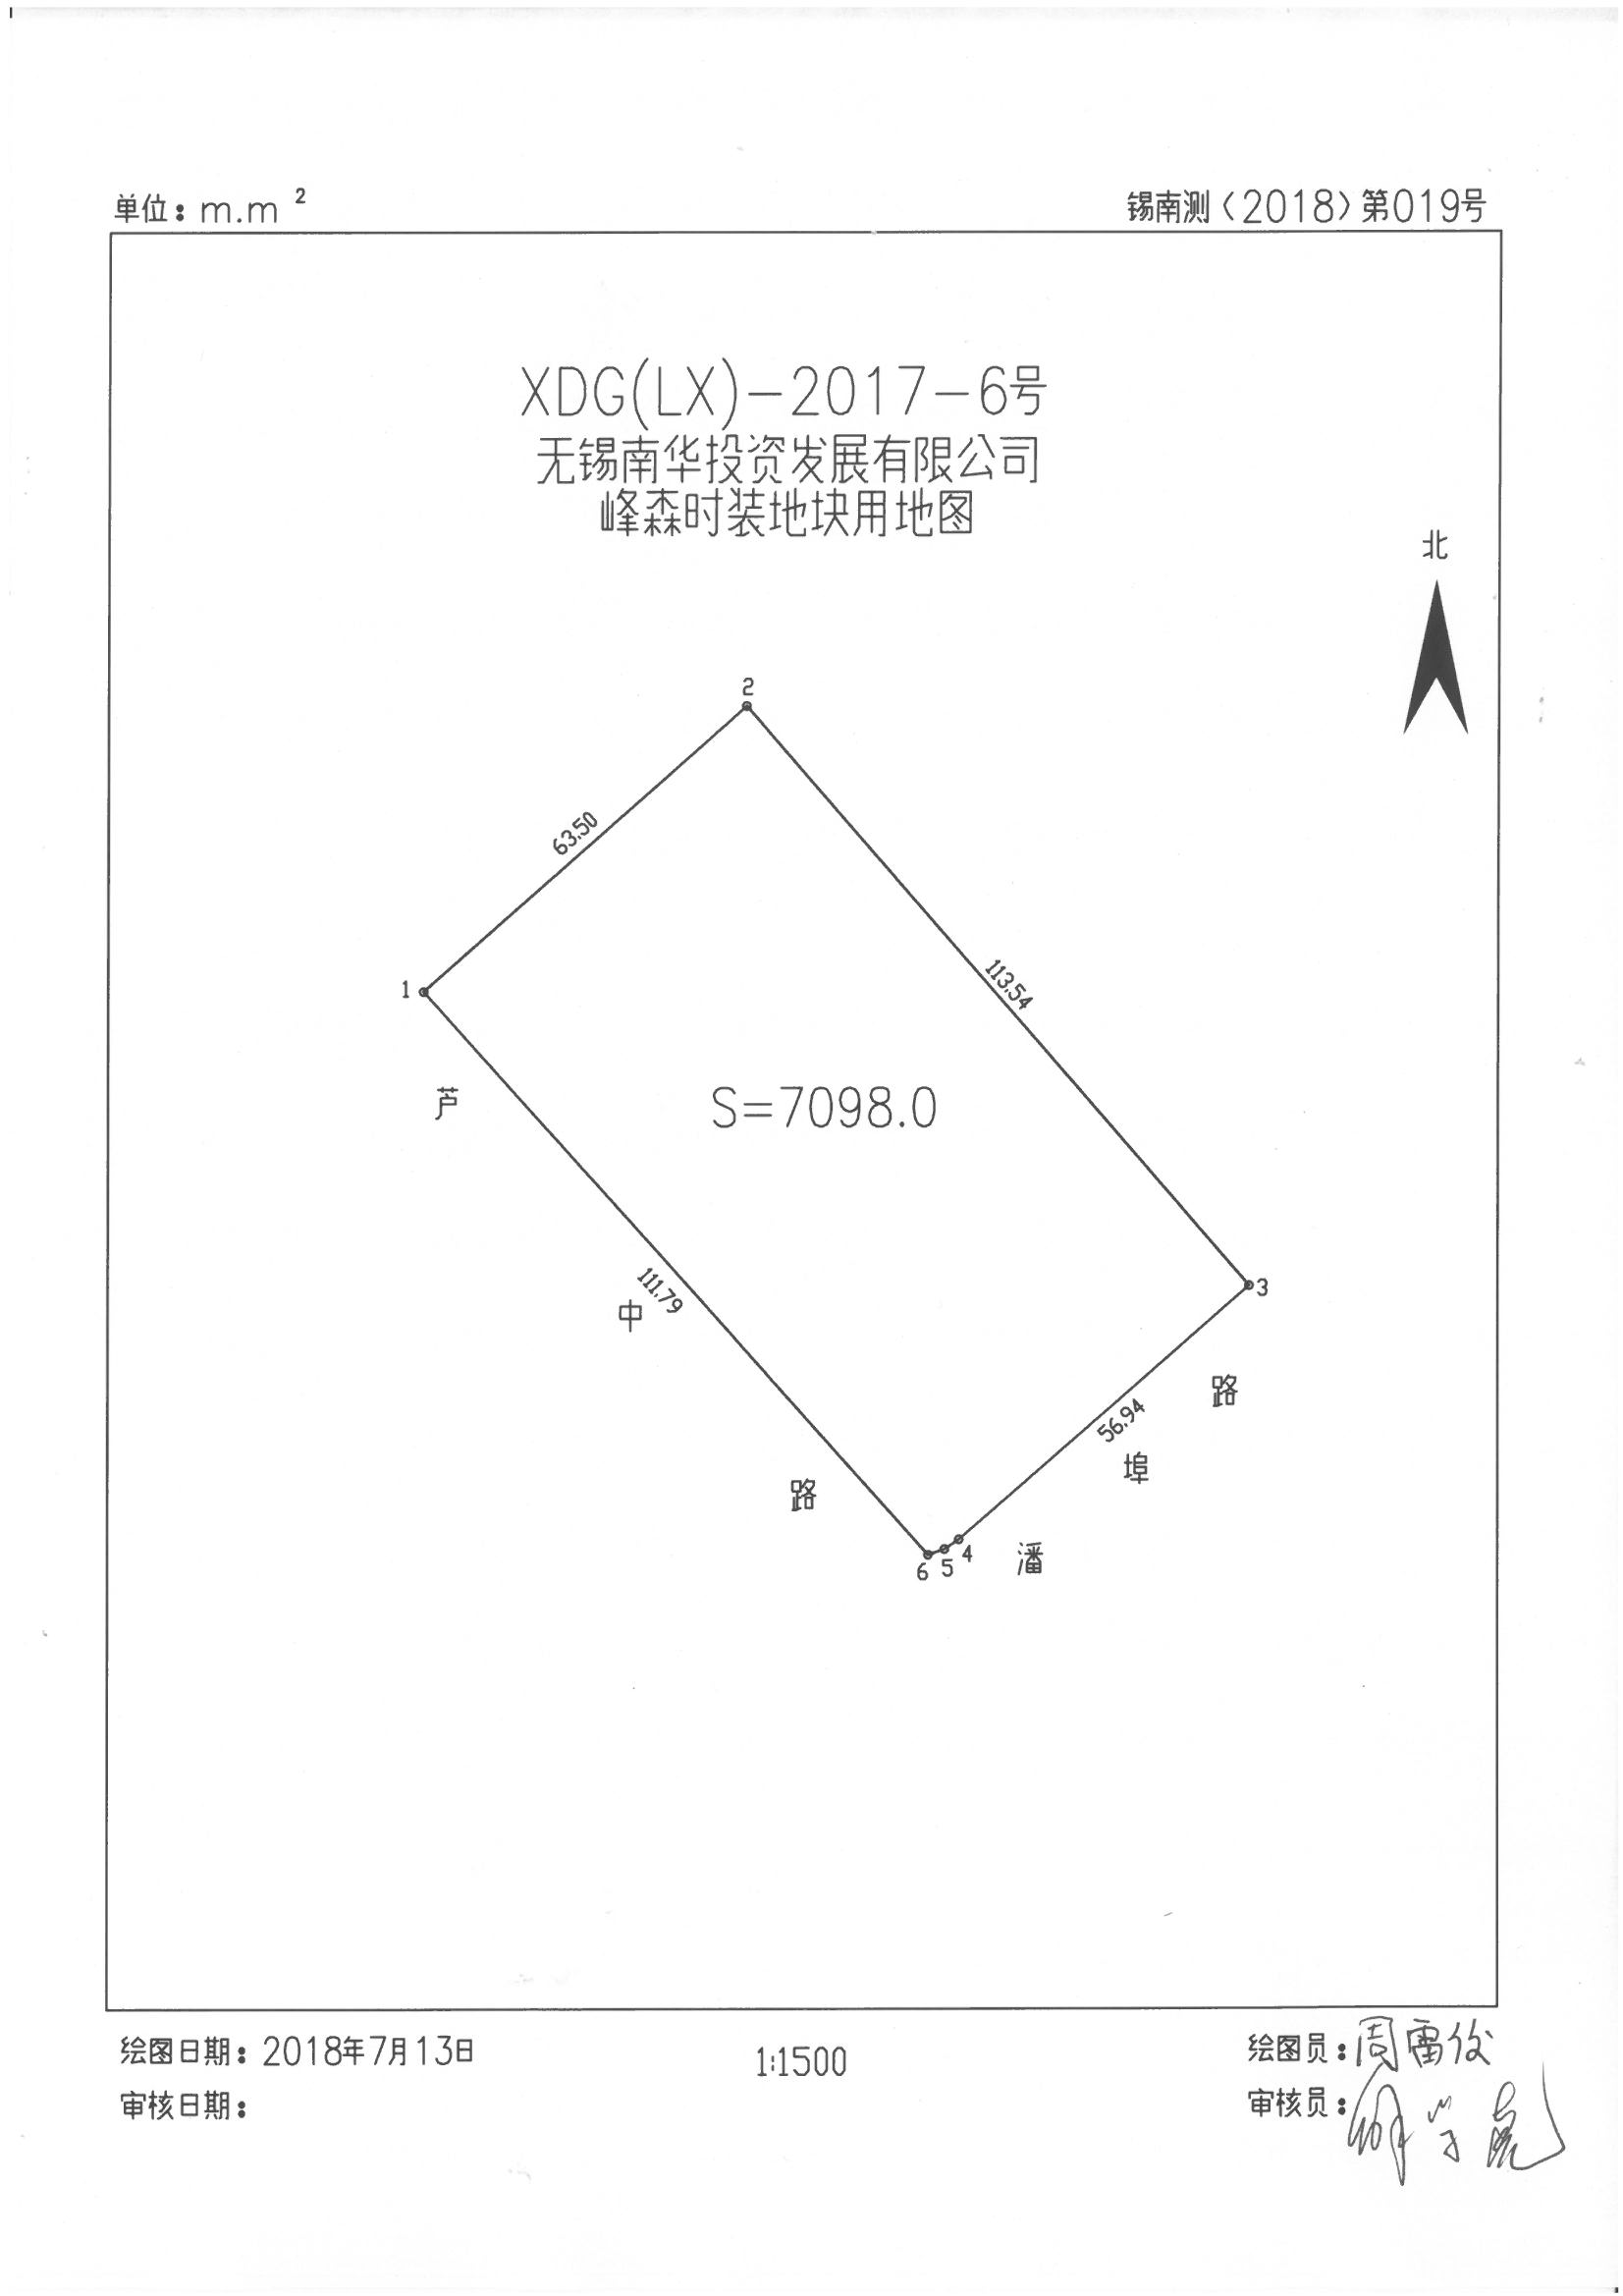 单位：m.m²
锡南测（2018）第019号
XDG(LX)-2017-6号
无锡南华投资发展有限公司
峰森时装地块用地图
北
2
63.50
1
113.54
芦
S=7098.0
3
中
111.79
路
56.94
埠
路
潘
4
5
6
绘图日期：2018年7月13日
1:1500
绘图员：周雷俊
审核日期：
审核员：